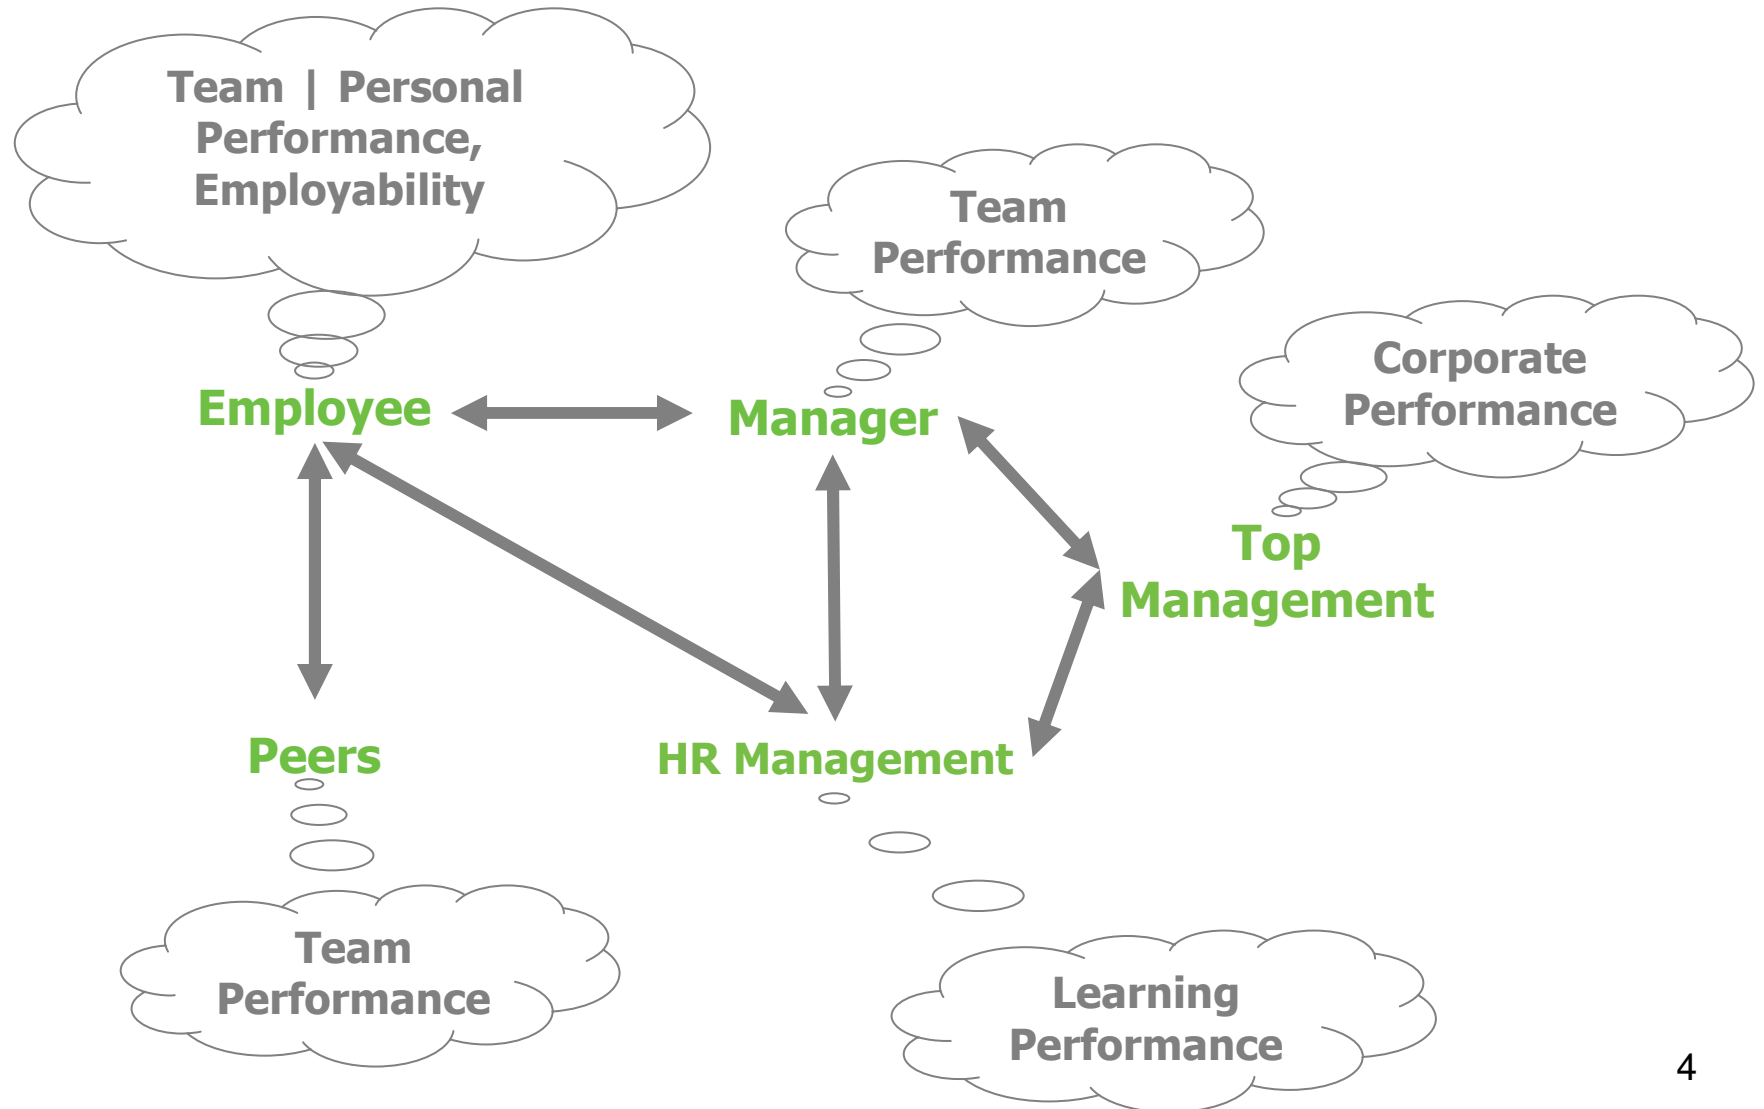 Team | Personal
Performance,
Employability
Team
Performance
Corporate
Performance
Employee
Manager
Top
Management
Peers
HR Management
Team
Performance
Learning
Performance
4